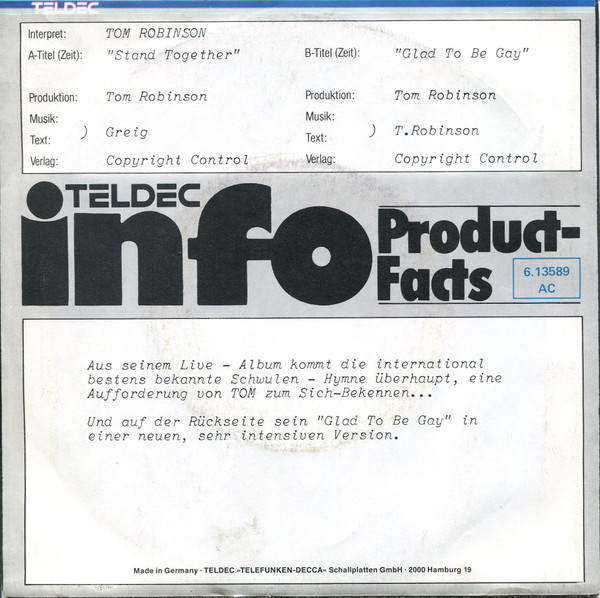 TELDEC
Interpret: TOM ROBINSON
A-Titel (Zeit): "Stand Together" B-Titel (Zeit): "Glad To Be Gay"
Produktion: Tom Robinson Produktion: Tom Robinson
Musik: Musik:
Text: ) Greig Text: ) T.Robinson
Verlag: Copyright Control Verlag: Copyright Control
TELDEC
info
Product-
Facts
6.13589
AC
Aus seinem Live - Album kommt die international
bestens bekannte Schwulen - Hymne überhaupt, eine
Aufforderung von TOM zum Sich-Bekennen...
Und auf der Rückseite sein "Glad To Be Gay" in
einer neuen, sehr intensiven Version.
Made in Germany · TELDEC »TELEFUNKEN-DECCA« Schallplatten GmbH · 2000 Hamburg 19